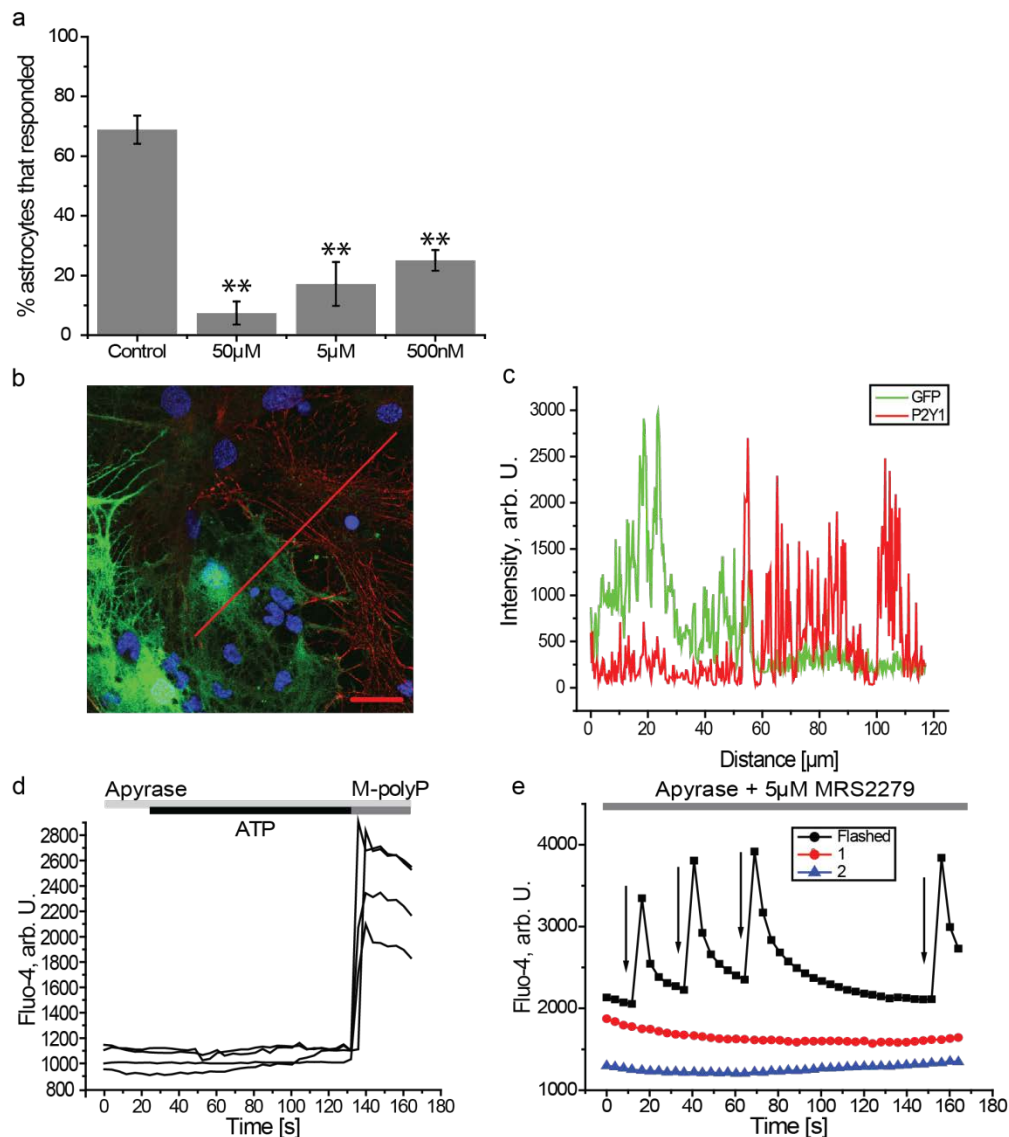 a
% astrocytes that responded
100
80
60
40
20
0
**
**
**
Control
50µM
5µM
500nM
b
c
GFP
P2Y1
Intensity, arb. U.
3000
2500
2000
1500
1000
500
0
0 20 40 60 80 100 120
Distance [µm]
d
Apyrase
M-polyP
ATP
Fluo-4, arb. U.
2800
2600
2400
2200
2000
1800
1600
1400
1200
1000
800
0 20 40 60 80 100 120 140 160 180
Time [s]
e
Apyrase + 5µM MRS2279
Flashed
1
2
Fluo-4, arb. U.
4000
3000
2000
1000
0 20 40 60 80 100 120 140 160 180
Time [s]